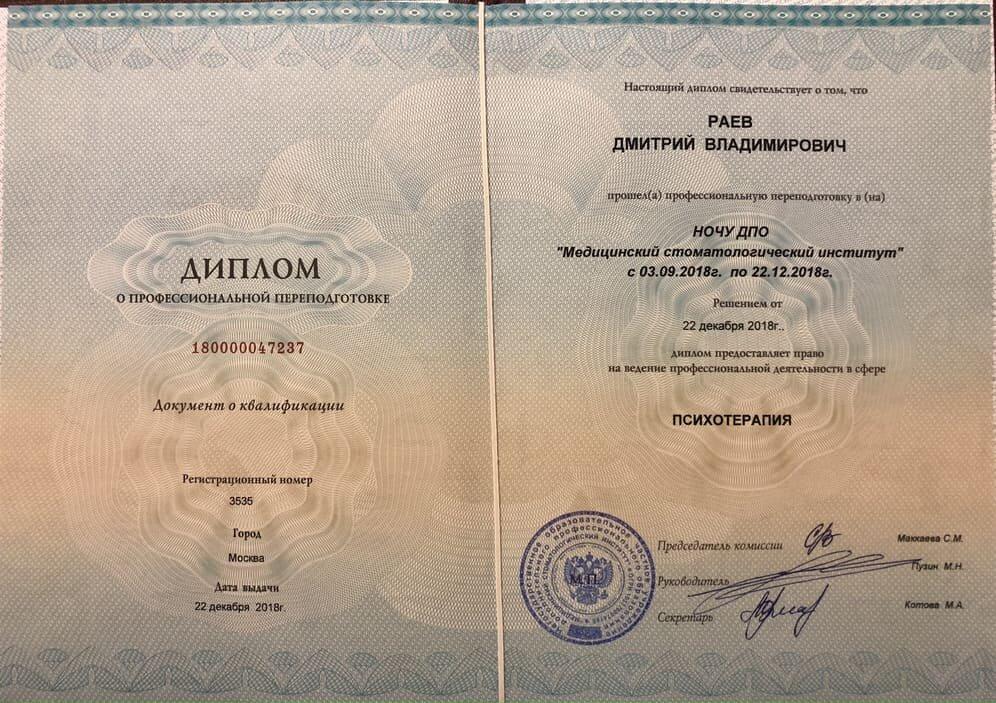 ДИПЛОМ
О ПРОФЕССИОНАЛЬНОЙ ПЕРЕПОДГОТОВКЕ
180000047237
Документ о квалификации
Регистрационный номер
3535
Город
Москва
Дата выдачи
22 декабря 2018г.
Настоящий диплом свидетельствует о том, что
РАЕВ
ДМИТРИЙ ВЛАДИМИРОВИЧ
прошел(а) профессиональную переподготовку в (на)
НОЧУ ДПО
"Медицинский стоматологический институт"
с 03.09.2018г. по 22.12.2018г.
Решением от
22 декабря 2018г..
диплом предоставляет право
на ведение профессиональной деятельности в сфере
ПСИХОТЕРАПИЯ
Председатель комиссии
Маккаева С.М.
Руководитель
Пузин М.Н.
Секретарь
Котова М.А.
М.П.